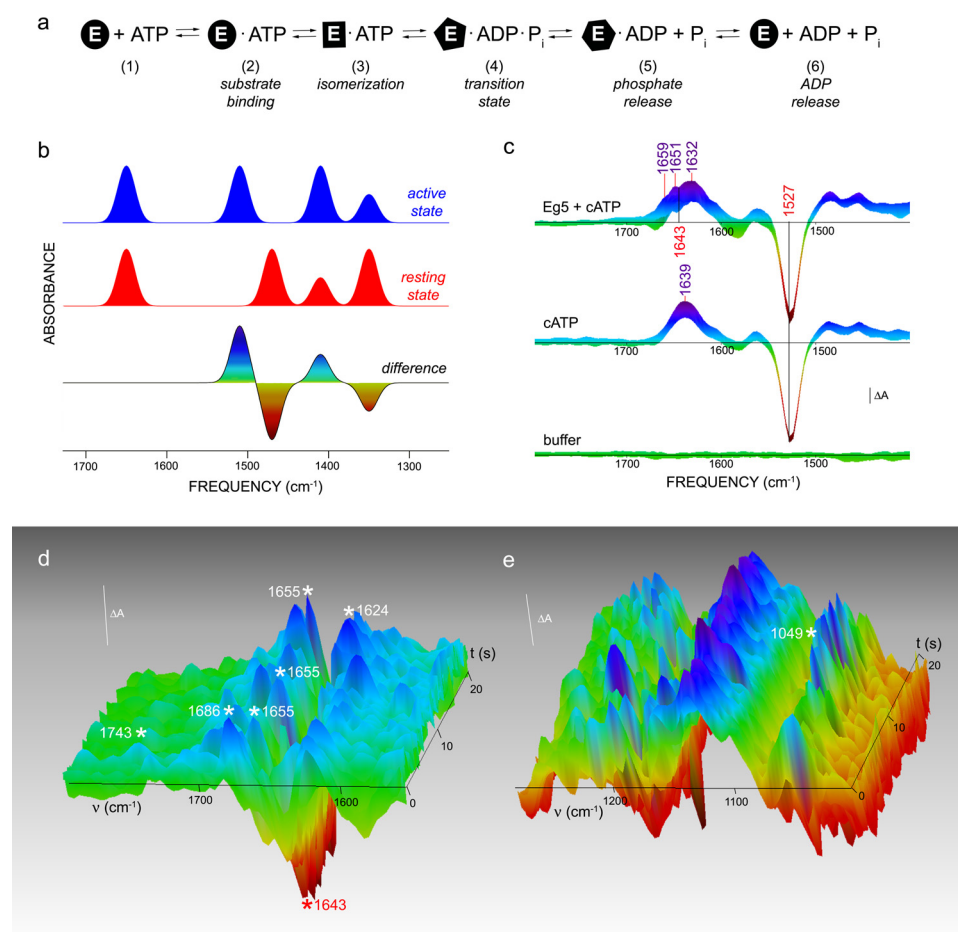 a
E + ATP ⇌ E · ATP ⇌ E · ATP ⇌ E · ADP · Pi ⇌ E · ADP + Pi ⇌ E + ADP + Pi
(1) (2) (3) (4) (5) (6)
substrate isomerization transition phosphate ADP
binding state release release
b
active
state
resting
state
difference
ABSORBANCE
1700 1600 1500 1400 1300
FREQUENCY (cm-1)
c
1659 1651 1632
1527
Eg5 + cATP
1700 1600 1500
1643
1639
cATP
1700 1600 1500
ΔA
buffer
1700 1600 1500
FREQUENCY (cm-1)
d
ΔA
1655 *
* 1624
t (s)
20
* 1655
1686 * * 1655
1743 *
10
ν (cm-1) 1700 1600 0
* 1643
e
ΔA
1049 *
t (s)
20
10
ν (cm-1) 1200 1100 0